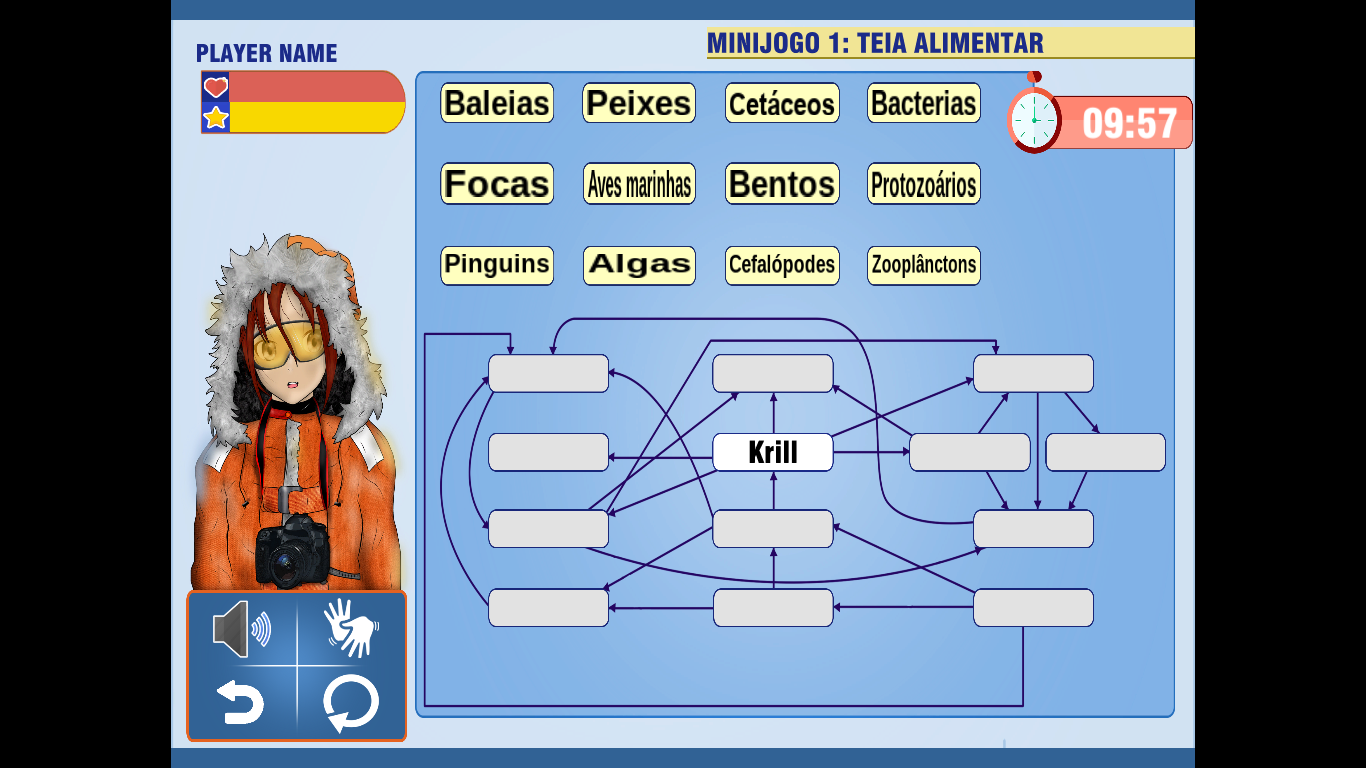 PLAYER NAME
MINIJOGO 1: TEIA ALIMENTAR
Baleias
Peixes
Cetáceos
Bacterias
09:57
Focas
Aves marinhas
Bentos
Protozoários
Pinguins
Algas
Cefalópodes
Zooplânctons
Krill